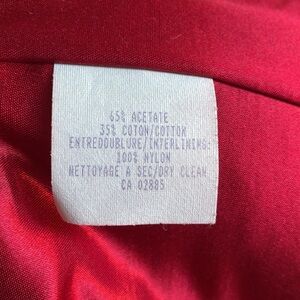 65% ACETATE
35% COTON/COTTON
ENTREDOUBLURE/INTERLINING:
100% NYLON
NETTOYAGE A SEC/DRY CLEAN
CA 02885